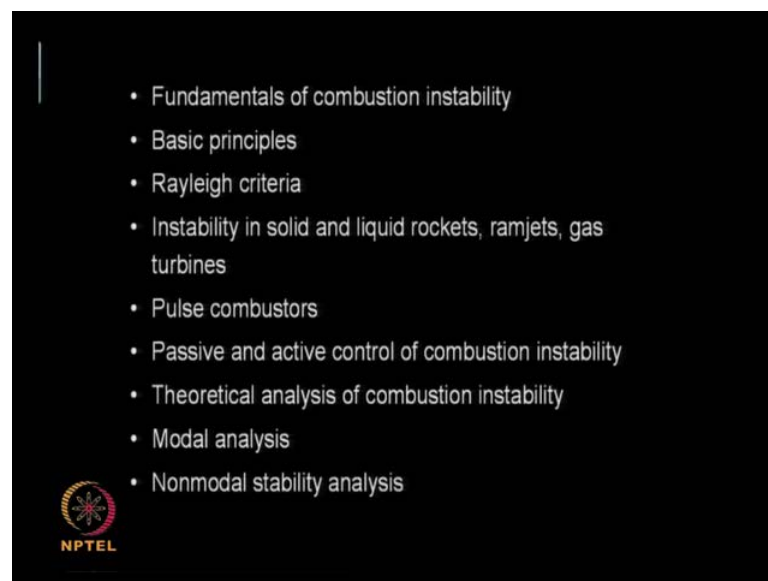 • Fundamentals of combustion instability
• Basic principles
• Rayleigh criteria
• Instability in solid and liquid rockets, ramjets, gas
turbines
• Pulse combustors
• Passive and active control of combustion instability
• Theoretical analysis of combustion instability
• Modal analysis
• Nonmodal stability analysis
NPTEL